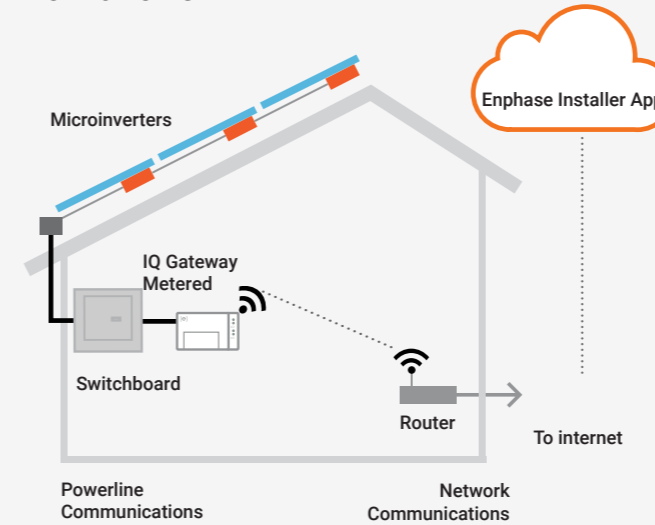 Enphase Installer App
Microinverters
IQ Gateway
Metered
Switchboard
Router
To internet
Powerline
Communications
Network
Communications